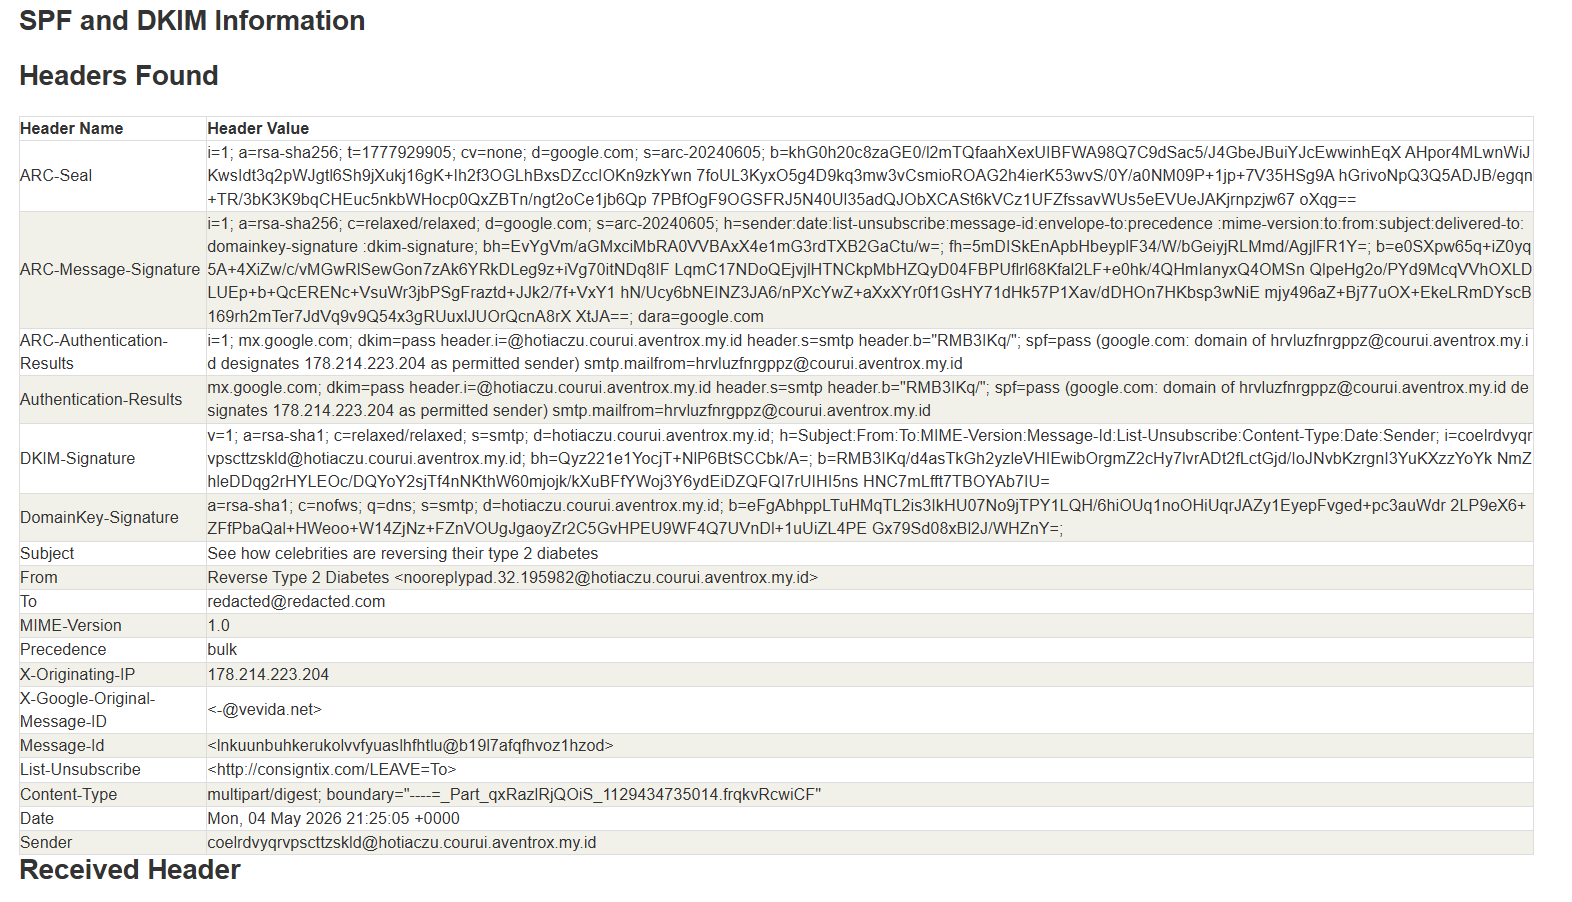 SPF and DKIM Information
Headers Found
Header Name Header Value
ARC-Seal
i=1; a=rsa-sha256; t=1777929905; cv=none; d=google.com; s=arc-20240605; b=khG0h20c8zaGE0/l2mTQfaahXexUIBFWA98Q7C9dSac5/J4GbeJBuiYJcEwwinhEqX AHpor4MLwnWiJ
KwsIdt3q2pWJgtl6Sh9jXukj16gK+Ih2f3OGLhBxsDZccIOKn9zkYwn 7foUL3KyxO5g4D9kq3mw3vCsmioROAG2h4ierK53wvS/0Y/a0NM09P+1jp+7V35HSg9A hGrivoNpQ3Q5ADJB/egqn
+TR/3bK3K9bqCHEuc5nkbWHocp0QxZBTn/ngt2oCe1jb6Qp 7PBfOgF9OGSFRJ5N40Ul35adQJObXCASt6kVCz1UFZfssavWUs5eEVUeJAKjrnpzjw67 oXqg==
ARC-Message-Signature
i=1; a=rsa-sha256; c=relaxed/relaxed; d=google.com; s=arc-20240605; h=sender:date:list-unsubscribe:message-id:envelope-to:precedence :mime-version:to:from:subject:delivered-to:
domainkey-signature :dkim-signature; bh=EvYgVm/aGMxciMbRA0VVBAxX4e1mG3rdTXB2GaCtu/w=; fh=5mDISkEnApbHbeyplF34/W/bGeiyjRLMmd/AgjlFR1Y=; b=e0SXpw65q+iZ0yq
5A+4XiZw/c/vMGwRlSewGon7zAk6YRkDLeg9z+iVg70itNDq8lF LqmC17NDoQEjvjlHTNCkpMbHZQyD04FBPUflrl68Kfal2LF+e0hk/4QHmIanyxQ4OMSn QlpeHg2o/PYd9McqVVhOXLD
LUEp+b+QcERENc+VsuWr3jbPSgFraztd+JJk2/7f+VxY1 hN/Ucy6bNEINZ3JA6/nPXcYwZ+aXxXYr0f1GsHY71dHk57P1Xav/dDHOn7HKbsp3wNiE mjy496aZ+Bj77uOX+EkeLRmDYscB
169rh2mTer7JdVq9v9Q54x3gRUuxlJUOrQcnA8rX XtJA==; dara=google.com
ARC-Authentication-
Results
i=1; mx.google.com; dkim=pass header.i=@hotiaczu.courui.aventrox.my.id header.s=smtp header.b="RMB3IKq/"; spf=pass (google.com: domain of hrvluzfnrgppz@courui.aventrox.my.i
d designates 178.214.223.204 as permitted sender) smtp.mailfrom=hrvluzfnrgppz@courui.aventrox.my.id
Authentication-Results
mx.google.com; dkim=pass header.i=@hotiaczu.courui.aventrox.my.id header.s=smtp header.b="RMB3IKq/"; spf=pass (google.com: domain of hrvluzfnrgppz@courui.aventrox.my.id de
signates 178.214.223.204 as permitted sender) smtp.mailfrom=hrvluzfnrgppz@courui.aventrox.my.id
DKIM-Signature
v=1; a=rsa-sha1; c=relaxed/relaxed; s=smtp; d=hotiaczu.courui.aventrox.my.id; h=Subject:From:To:MIME-Version:Message-Id:List-Unsubscribe:Content-Type:Date:Sender; i=coelrdvyqr
vpscttzskld@hotiaczu.courui.aventrox.my.id; bh=Qyz221e1YocjT+NlP6BtSCCbk/A=; b=RMB3IKq/d4asTkGh2yzleVHIEwibOrgmZ2cHy7lvrADt2fLctGjd/loJNvbKzrgnI3YuKXzzYoYk NmZ
hleDDqg2rHYLEOc/DQYoY2sjTf4nNKthW60mjojk/kXuBFfYWoj3Y6ydEiDZQFQI7rUIHI5ns HNC7mLfft7TBOYAb7IU=
DomainKey-Signature
a=rsa-sha1; c=nofws; q=dns; s=smtp; d=hotiaczu.courui.aventrox.my.id; b=eFgAbhppLTuHMqTL2is3IkHU07No9jTPY1LQH/6hiOUq1noOHiUqrJAZy1EyepFvged+pc3auWdr 2LP9eX6+
ZFfPbaQal+HWeoo+W14ZjNz+FZnVOUgJgaoyZr2C5GvHPEU9WF4Q7UVnDl+1uUiZL4PE Gx79Sd08xBl2J/WHZnY=;
Subject See how celebrities are reversing their type 2 diabetes
From Reverse Type 2 Diabetes <nooreplypad.32.195982@hotiaczu.courui.aventrox.my.id>
To redacted@redacted.com
MIME-Version 1.0
Precedence bulk
X-Originating-IP 178.214.223.204
X-Google-Original-
Message-ID
<-@vevida.net>
Message-Id <lnkuunbuhkerukolvvfyuaslhfhtlu@b19l7afqfhvoz1hzod>
List-Unsubscribe <http://consigntix.com/LEAVE=To>
Content-Type multipart/digest; boundary="----=_Part_qxRazlRjQOiS_1129434735014.frqkvRcwiCF"
Date Mon, 04 May 2026 21:25:05 +0000
Sender coelrdvyqrvpscttzskld@hotiaczu.courui.aventrox.my.id
Received Header